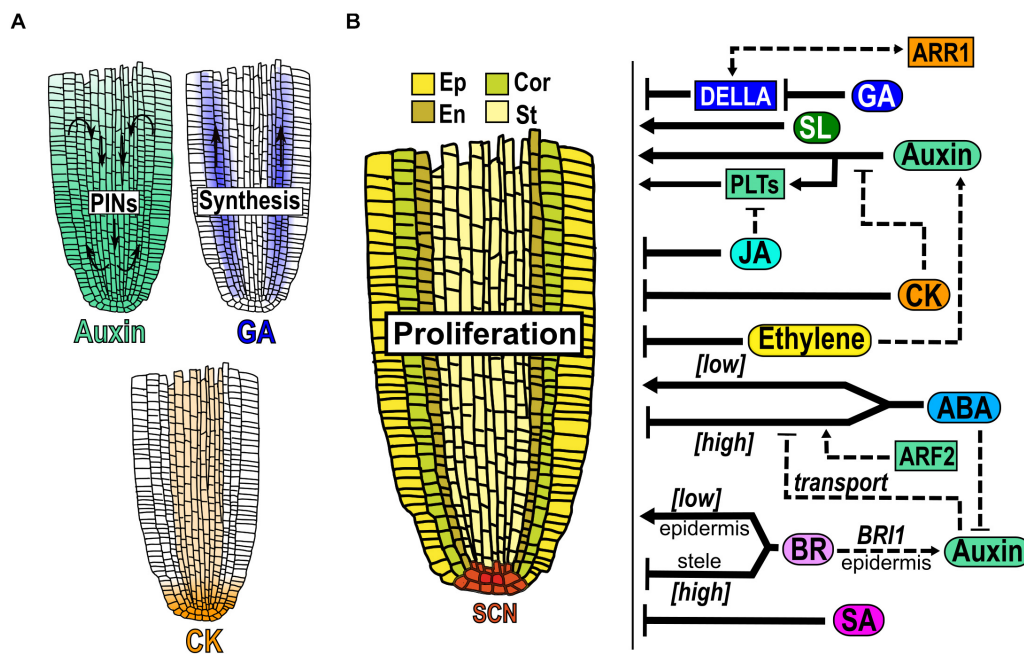 A
B
PINs
Auxin
Synthesis
GA
CK
Ep
Cor
En
St
Proliferation
SCN
ARR1
DELLA
GA
SL
Auxin
PLTs
JA
CK
Ethylene
[low]
ABA
[high]
ARF2
transport
[low]
epidermis
BR
BRI1
epidermis
Auxin
stele
[high]
SA